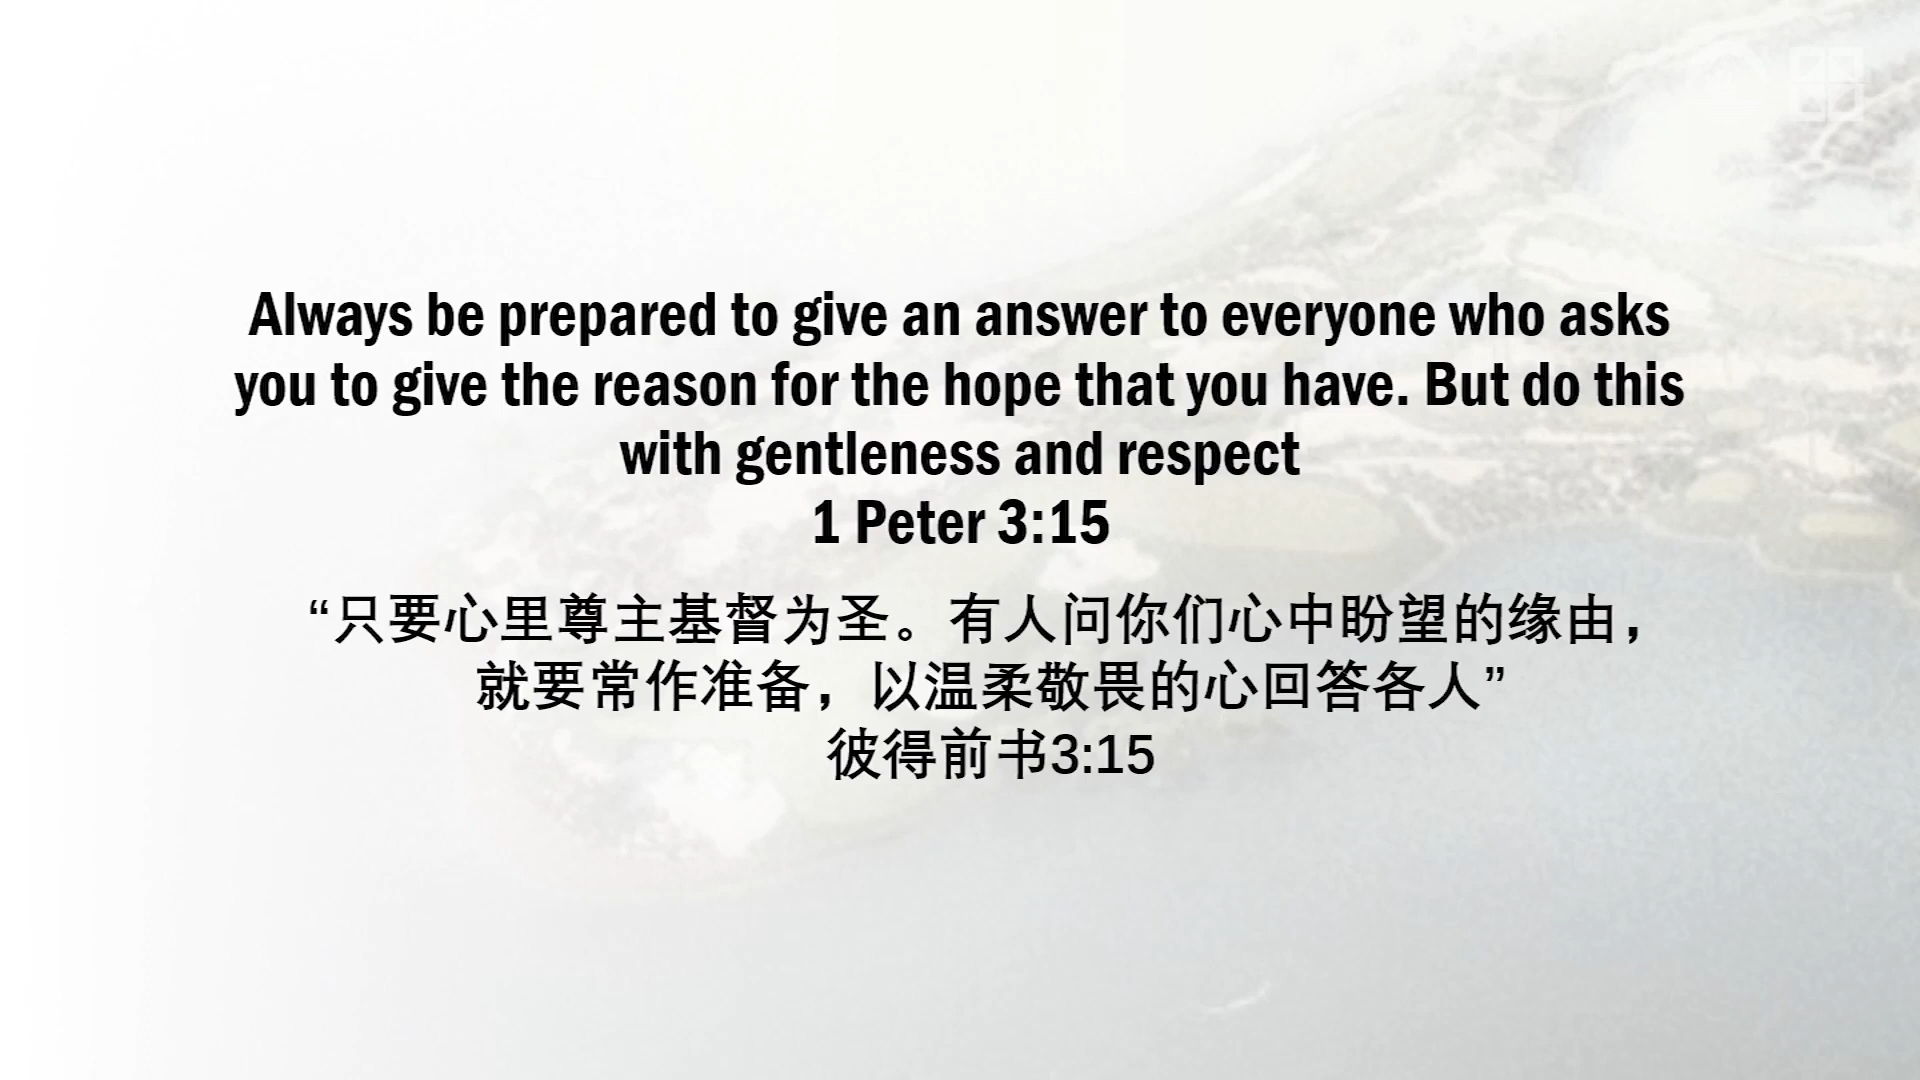 Always be prepared to give an answer to everyone who asks
you to give the reason for the hope that you have. But do this
with gentleness and respect
1 Peter 3:15
“只要心里尊主基督为圣。有人问你们心中盼望的缘由，
就要常作准备，以温柔敬畏的心回答各人”
彼得前书3:15